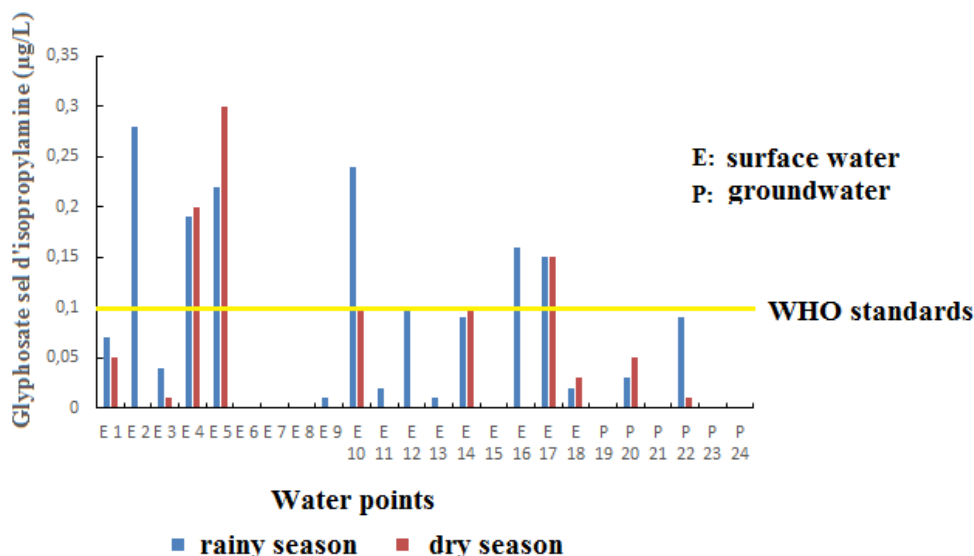 Glyphosate sel d'isopropylamine (µg/L)
0,35
0,3
0,25
0,2
0,15
0,1
0,05
0
E: surface water
P: groundwater
WHO standards
E 1 E 2 E 3 E 4 E 5 E 6 E 7 E 8 E 9 E E E E E E E E E P P P P P P
10 11 12 13 14 15 16 17 18 19 20 21 22 23 24
Water points
rainy season dry season